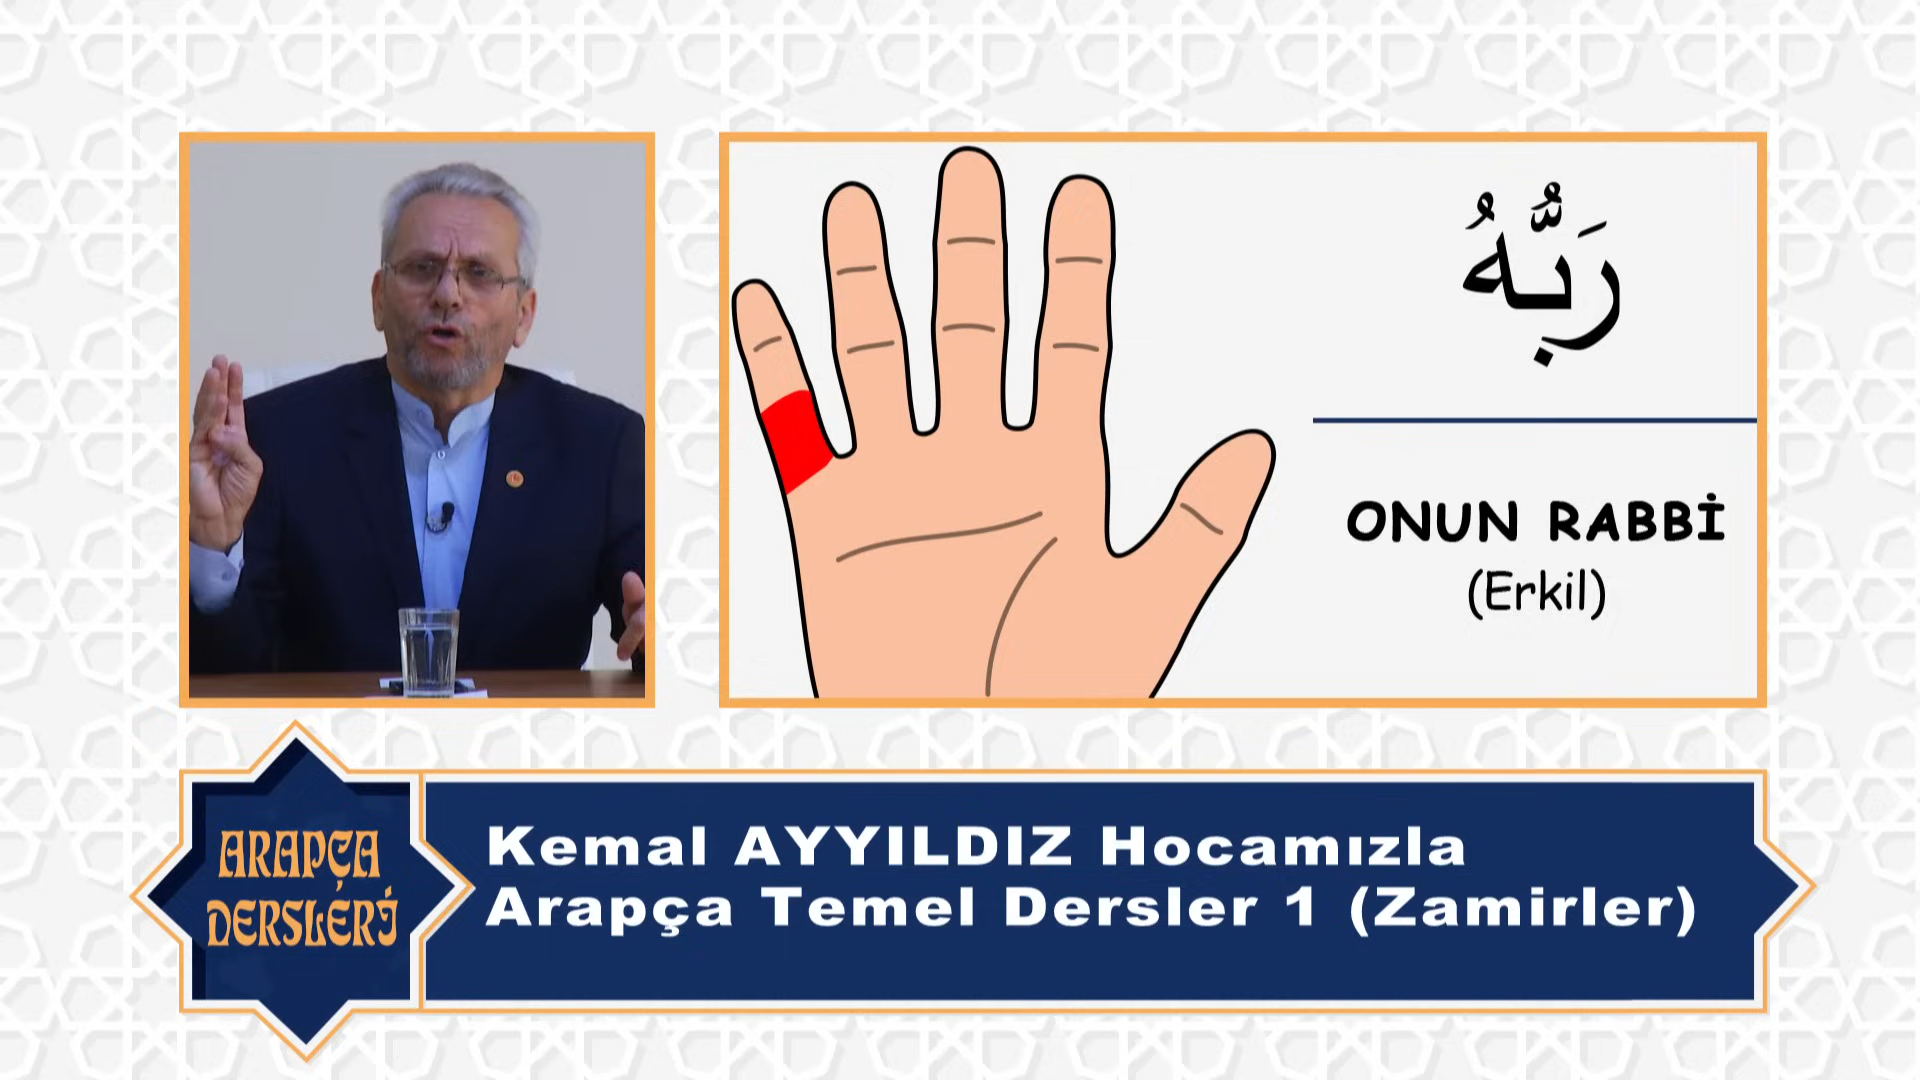 رَبُّهُ
ONUN RABBİ
(Erkil)
ARAPÇA
DERSLERİ
Kemal AYYILDIZ Hocamızla
Arapça Temel Dersler 1 (Zamirler)